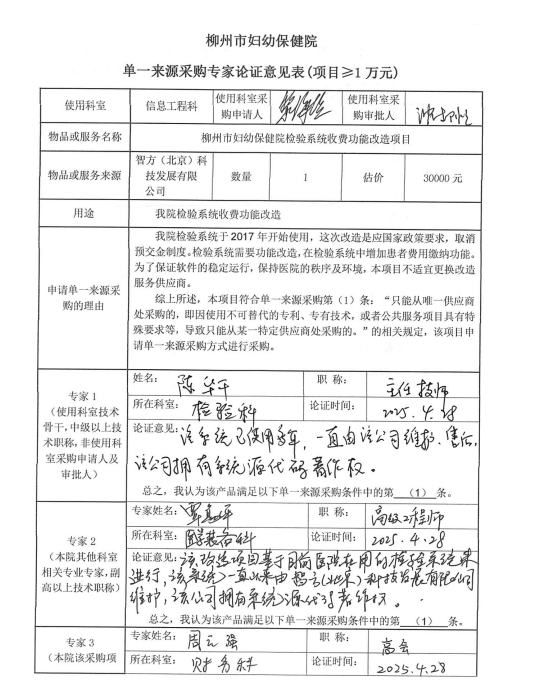 柳州市妇幼保健院
单一来源采购专家论证意见表(项目≥1万元)
使用科室 信息工程科 使用科室采购申请人 使用科室采购审批人
物品或服务名称 柳州市妇幼保健院检验系统收费功能改造项目
物品或服务来源 智方（北京）科技发展有限公司 数量 1 估价 30000 元
用途 我院检验系统收费功能改造
申请单一来源采购的理由
我院检验系统于 2017 年开始使用，这次改造是应国家政策要求，取消
预交金制度。检验系统需要功能改造，在检验系统中增加患者费用缴纳功能。
为了保证软件的稳定运行，保持医院的秩序及环境，本项目不适宜更换改造
服务供应商。
综上所述，本项目符合单一来源采购第（1）条：“只能从唯一供应商
处采购的，即因使用不可替代的专利、专有技术，或者公共服务项目具有特
殊要求等，导致只能从某一特定供应商处采购的。”的相关规定，该项目申
请单一来源采购方式进行采购。
专家 1
（使用科室技术
骨干，中级以上技
术职称，非使用科
室采购申请人及
审批人）
姓名： 陈 职 称： 主任技师
所在科室： 检验科 论证时间： 2025.4.28
论证意见：该系统已使用多年，一直由该公司维护、售后，
该公司拥有系统源代码著作权。
总之，我认为该产品满足以下单一来源采购条件中的第 （1） 条。
专家 2
（本院其他科室
相关专业专家，副
高以上技术职称）
专家姓名： 职 称： 高级工程师
所在科室： 装备科 论证时间： 2025.4.28
论证意见：该改造项目基于目前医院在用的检验系统来
进行，该系统一直以来由智方（北京）科技发展有限公司
维护，该公司拥有系统源代码著作权。
总之，我认为该产品满足以下单一来源采购条件中的第 （1） 条。
专家 3
（本院该采购项
专家姓名： 周云强 职 称： 高会
所在科室： 财务科 论证时间： 2025.4.28